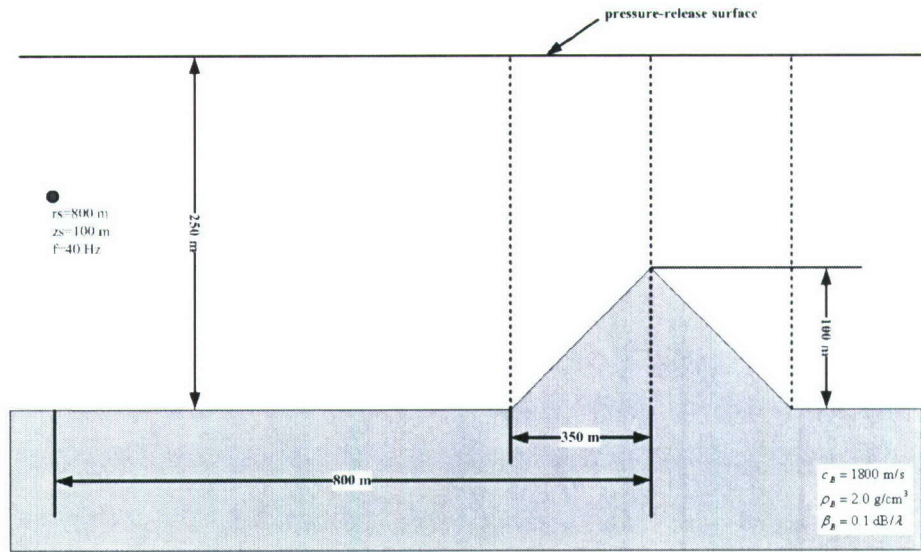 pressure-release surface
250 m
rs=800 m
zs=100 m
f=40 Hz
100 m
350 m
800 m
c_B = 1800 m/s
ρ_B = 2.0 g/cm³
β_B = 0.1 dB/λ